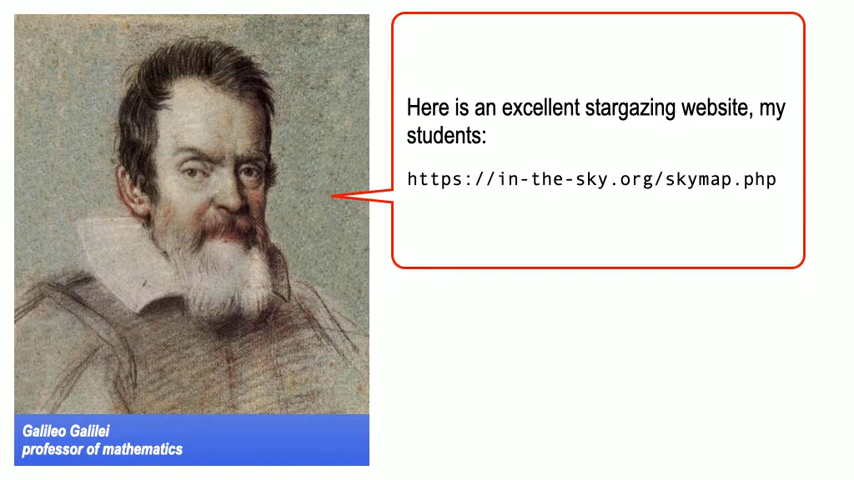 Here is an excellent stargazing website, my
students:
https://in-the-sky.org/skymap.php
Galileo Galilei
professor of mathematics